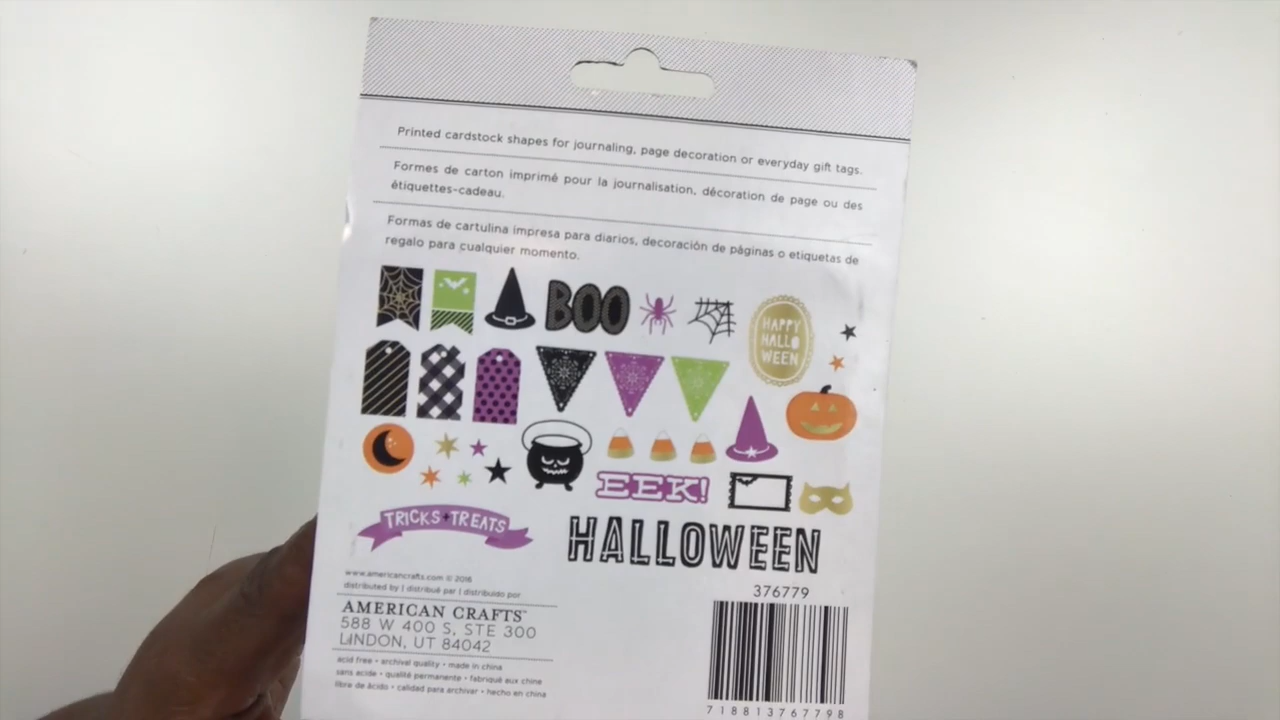 Printed cardstock shapes for journaling, page decoration or everyday gift tags.
Formes de carton imprimé pour la journalisation, décoration de page ou des
étiquettes-cadeau.
Formas de cartulina impresa para diarios, decoración de páginas o etiquetas de
regalo para cualquier momento.
BOO
HAPPY
HALLO
WEEN
EEK!
TRICKS + TREATS
HALLOWEEN
www.americancrafts.com © 2016
distributed by | distribué par | distribuido por
AMERICAN CRAFTS™
588 W 400 S, STE 300
LINDON, UT 84042
acid free • archival quality • made in china
sans acide • qualité permanente • fabriqué eux chine
libre de ácido • calidad para archivar • hecho en china
376779
7 18813 76779 8